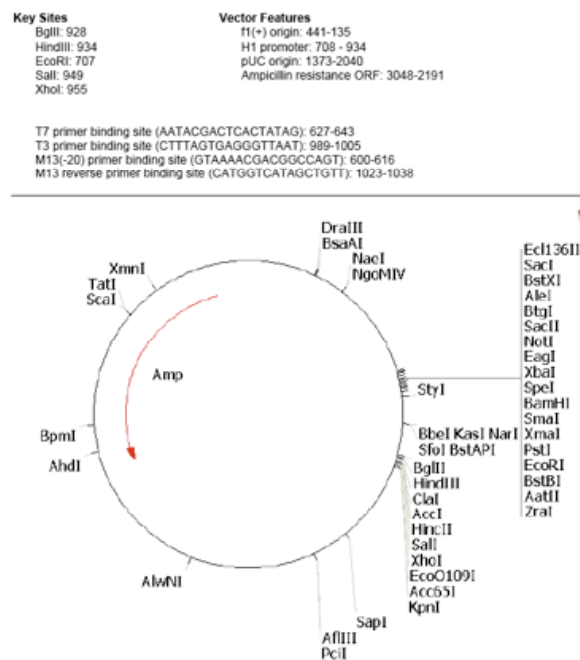 Key Sites
BglII: 928
HindIII: 934
EcoRI: 707
SalI: 949
XhoI: 955
Vector Features
f1(+) origin: 441-135
H1 promoter: 708 - 934
pUC origin: 1373-2040
Ampicillin resistance ORF: 3048-2191
T7 primer binding site (AATACGACTCACTATAG): 627-643
T3 primer binding site (CTTTAGTGAGGGTTAAT): 989-1005
M13(-20) primer binding site (GTAAAACGACGGCCAGT): 600-616
M13 reverse primer binding site (CATGGTCATAGCTGTT): 1023-1038
DraIII
BsaAI
NaeI
NgoMIV
XmnI
TatI
ScaI
Amp
BpmI
AhdI
AlwNI
AflIII
PciI
SapI
StyI
BbeI KasI NarI
SfoI BstAPI
BglII
HindIII
ClaI
AccI
HincII
SalI
XhoI
EcoO109I
Acc65I
KpnI
Ecl136II
SacI
BstXI
AleI
BtgI
SacII
NotI
EagI
XbaI
SpeI
BamHI
SmaI
XmaI
PstI
EcoRI
BstBI
AatII
ZraI